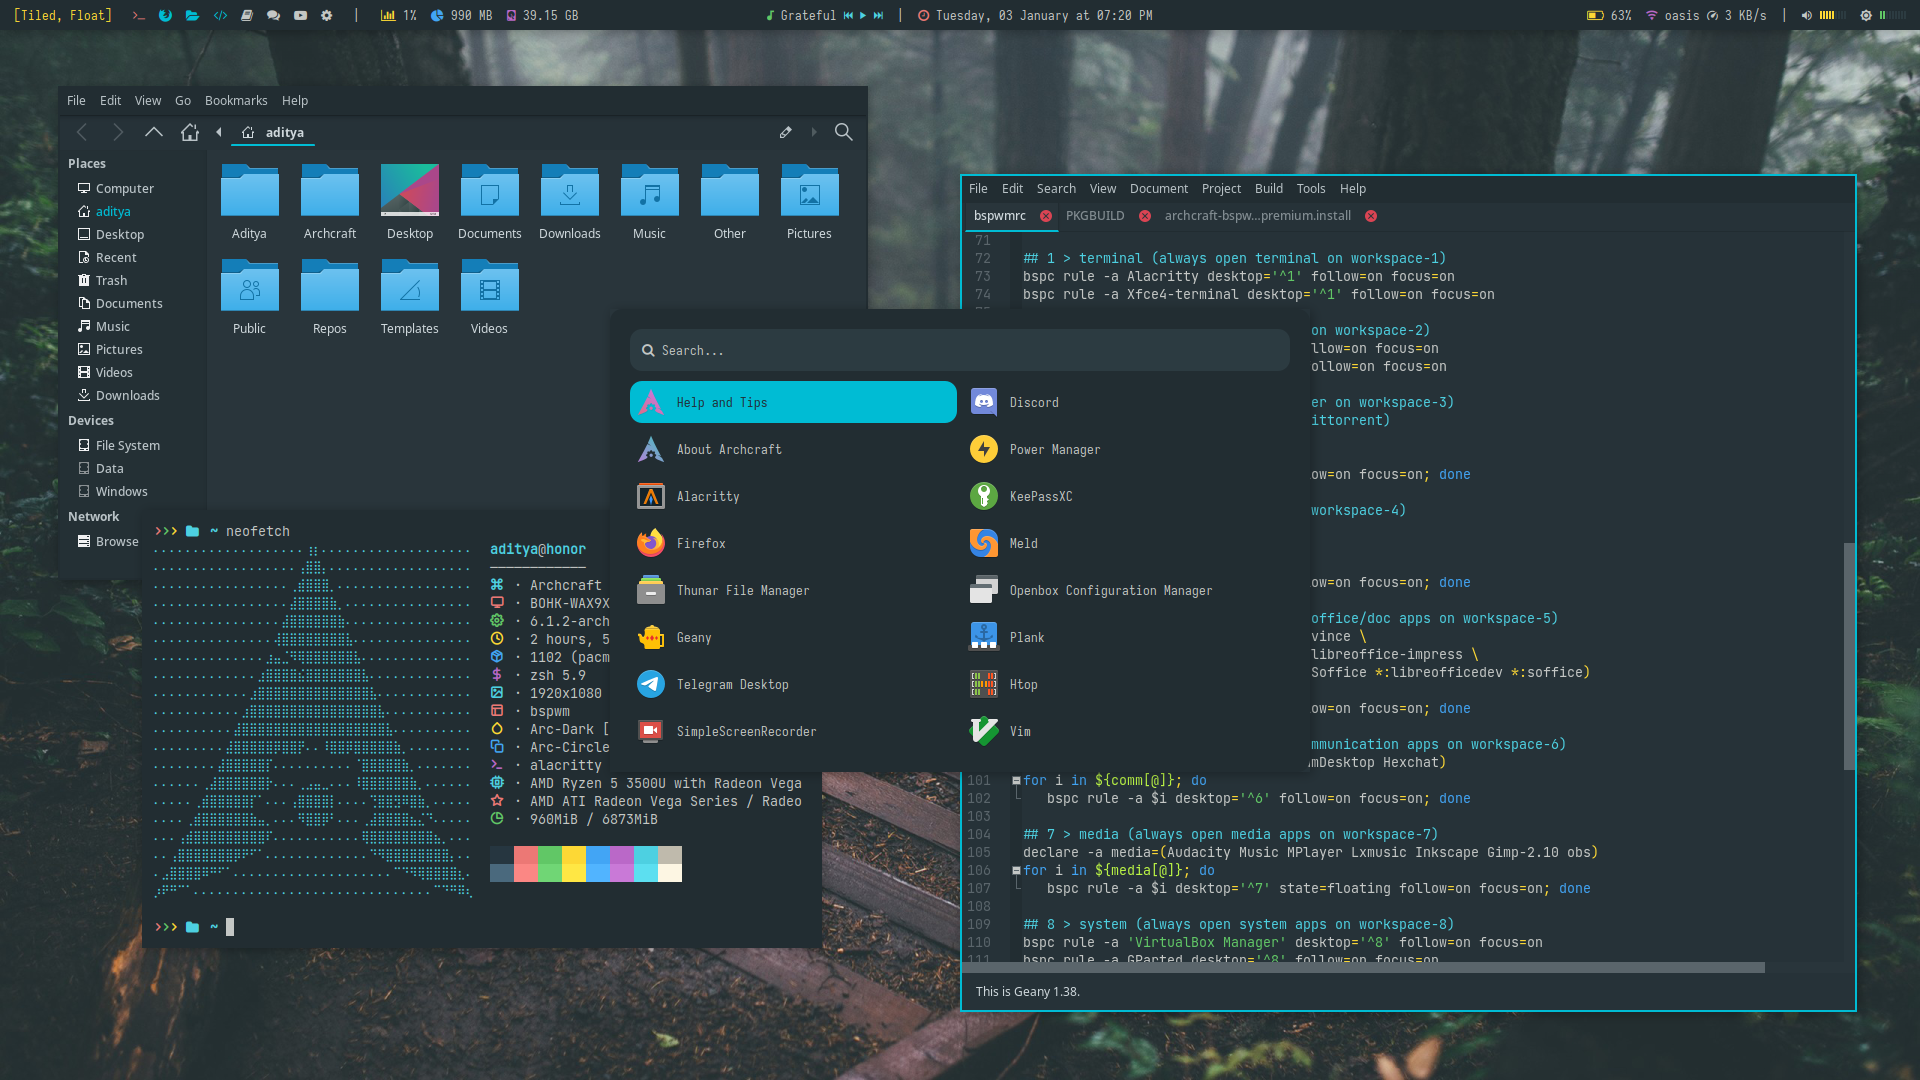 [Tiled, Float] 1% 990 MB 39.15 GB Grateful Tuesday, 03 January at 07:20 PM 63% oasis 3 KB/s
File Edit View Go Bookmarks Help
aditya
Places
Computer
aditya
Desktop
Recent
Trash
Documents
Music
Pictures
Videos
Downloads
Devices
File System
Data
Windows
Network
Browse
Aditya Archcraft Desktop Documents Downloads Music Other Pictures
Public Repos Templates Videos
>>> ~ neofetch
aditya@honor
· Archcraft
· BOHK-WAX9X
· 6.1.2-arch
· 2 hours, 5
· 1102 (pacm
· zsh 5.9
· 1920x1080
· bspwm
· Arc-Dark [
· Arc-Circle
· alacritty
· AMD Ryzen 5 3500U with Radeon Vega
· AMD ATI Radeon Vega Series / Radeo
· 960MiB / 6873MiB
>>> ~
Search...
Help and Tips
About Archcraft
Alacritty
Firefox
Thunar File Manager
Geany
Telegram Desktop
SimpleScreenRecorder
Discord
Power Manager
KeePassXC
Meld
Openbox Configuration Manager
Plank
Htop
Vim
File Edit Search View Document Project Build Tools Help
bspwmrc PKGBUILD archcraft-bspw...premium.install
71
72 ## 1 > terminal (always open terminal on workspace-1)
73 bspc rule -a Alacritty desktop='^1' follow=on focus=on
74 bspc rule -a Xfce4-terminal desktop='^1' follow=on focus=on
on workspace-2)
llow=on focus=on
ollow=on focus=on
er on workspace-3)
ittorrent)
ow=on focus=on; done
workspace-4)
ow=on focus=on; done
office/doc apps on workspace-5)
vince \
libreoffice-impress \
Soffice *:libreofficedev *:soffice)
ow=on focus=on; done
mmunication apps on workspace-6)
mDesktop Hexchat)
101 for i in ${comm[@]}; do
102 bspc rule -a $i desktop='^6' follow=on focus=on; done
103
104 ## 7 > media (always open media apps on workspace-7)
105 declare -a media=(Audacity Music MPlayer Lxmusic Inkscape Gimp-2.10 obs)
106 for i in ${media[@]}; do
107 bspc rule -a $i desktop='^7' state=floating follow=on focus=on; done
108
109 ## 8 > system (always open system apps on workspace-8)
110 bspc rule -a 'VirtualBox Manager' desktop='^8' follow=on focus=on
111 bspc rule -a GParted desktop='^8' follow=on focus=on
This is Geany 1.38.